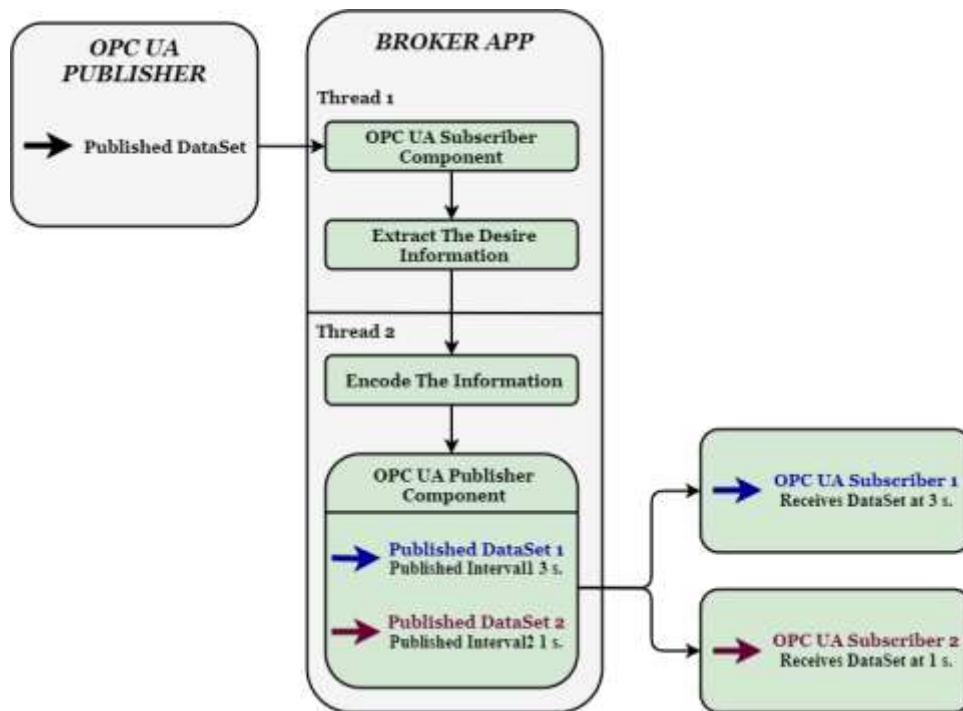 OPC UA
PUBLISHER
Published DataSet
BROKER APP
Thread 1
OPC UA Subscriber
Component
Extract The Desire
Information
Thread 2
Encode The Information
OPC UA Publisher
Component
Published DataSet 1
Published Interval1 3 s.
Published DataSet 2
Published Interval2 1 s.
OPC UA Subscriber 1
Receives DataSet at 3 s.
OPC UA Subscriber 2
Receives DataSet at 1 s.